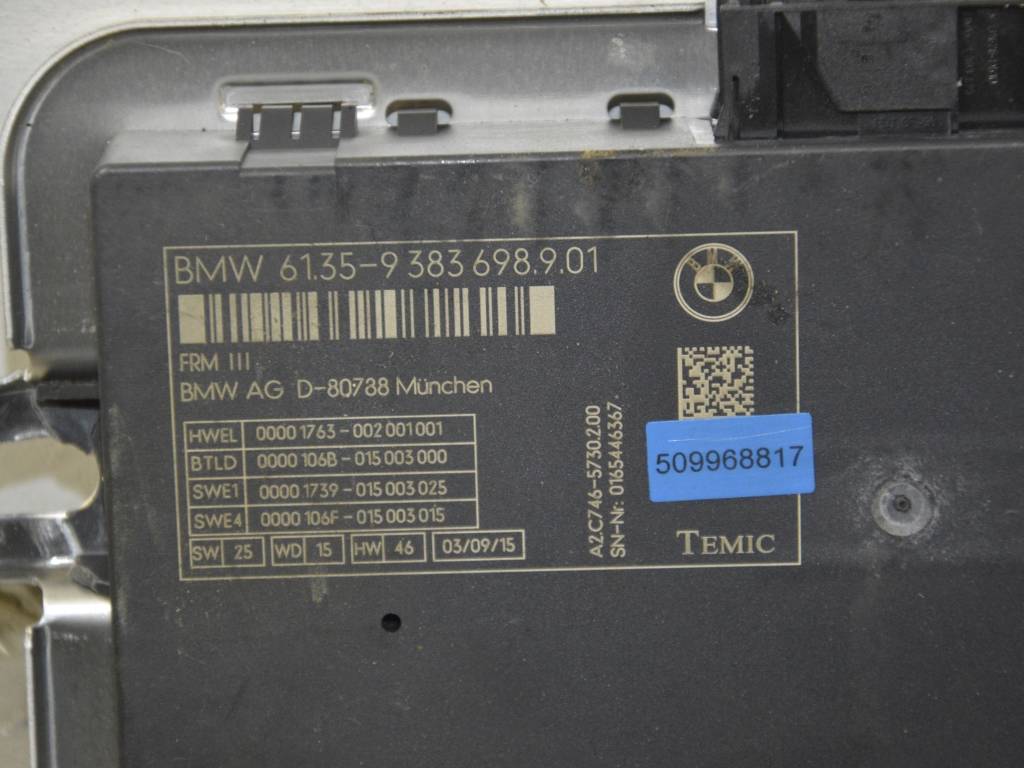 BMW 61.35-9 383 698.9.01
BMW
FRM III
BMW AG D-80788 München
HWEL 0000 1763-002 001 001
BTLD 0000 106B-015 003 000
SWE1 0000 1739-015 003 025
SWE4 0000 106F-015 003 015
SW 25 WD 15 HW 46 03/09/15
A2C746-5730.2.00
SN-Nr: 0165446367
509968817
TEMIC